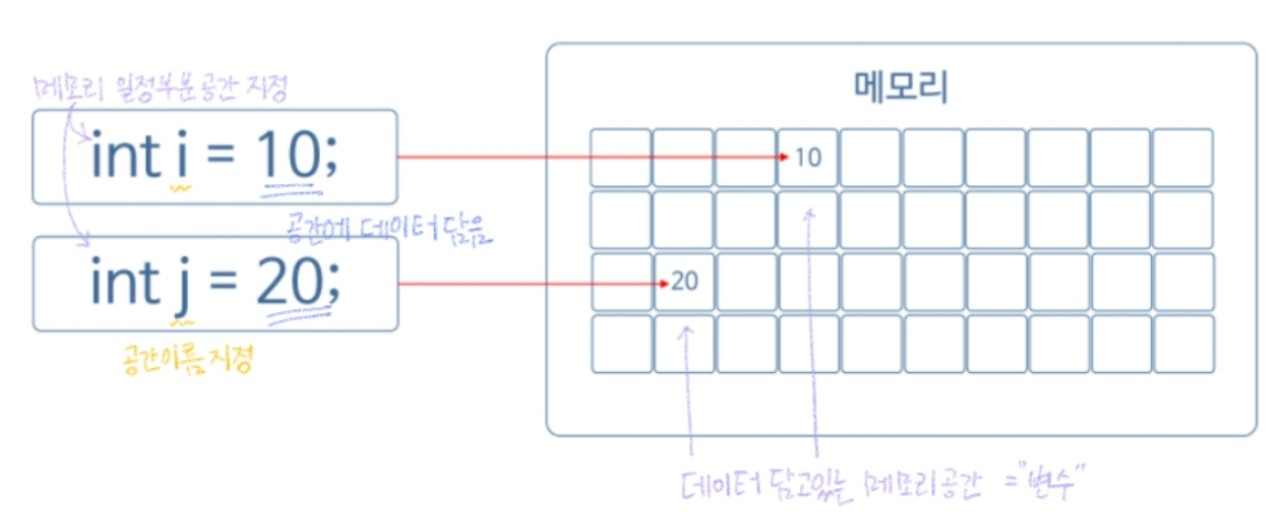 메모리 일정부분 공간 지정
int i = 10;
공간에 데이터 담음
int j = 20;
공간이름 지정
메모리
10
20
데이터 담고있는 메모리공간 = "변수"